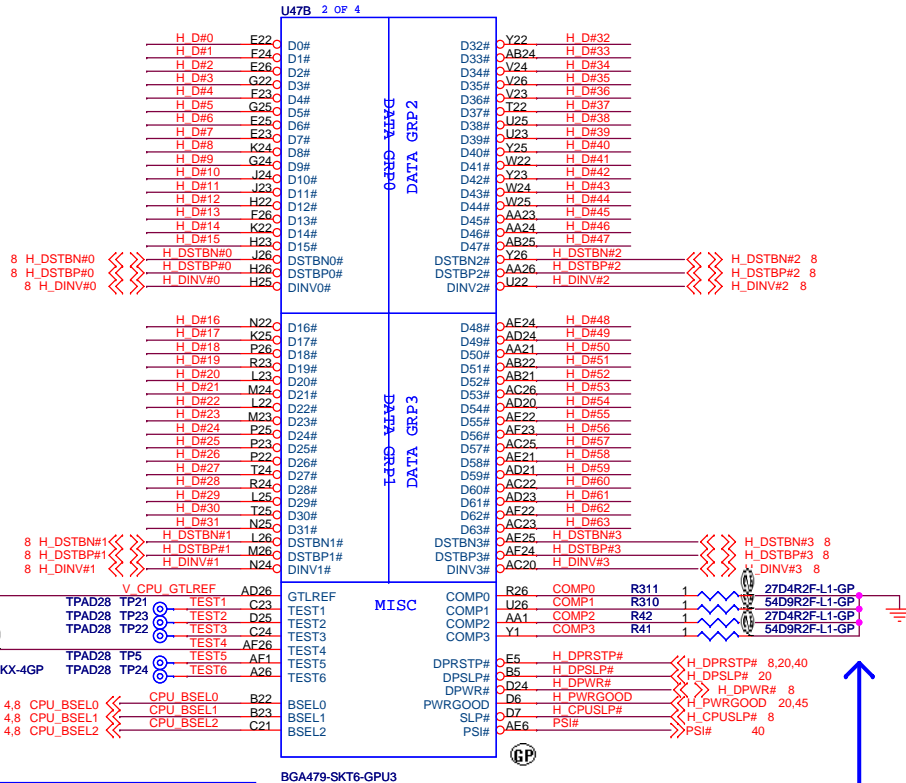 U47B 2 OF 4
H_D#0 E22 D0# D32# Y22 H_D#32
H_D#1 F24 D1# D33# AB24 H_D#33
H_D#2 E26 D2# D34# V24 H_D#34
H_D#3 G22 D3# D35# V26 H_D#35
H_D#4 F23 D4# D36# V23 H_D#36
H_D#5 G25 D5# D37# T22 H_D#37
H_D#6 E25 D6# D38# U25 H_D#38
H_D#7 E23 D7# D39# U23 H_D#39
H_D#8 K24 D8# D40# Y25 H_D#40
H_D#9 G24 D9# D41# W22 H_D#41
H_D#10 J24 D10# D42# Y23 H_D#42
H_D#11 J23 D11# D43# W24 H_D#43
H_D#12 H22 D12# D44# W25 H_D#44
H_D#13 F26 D13# D45# AA23 H_D#45
H_D#14 K22 D14# D46# AA24 H_D#46
H_D#15 H23 D15# D47# AB25 H_D#47
8 H_DSTBN#0 H_DSTBN#0 J26 DSTBN0# DSTBN2# Y26 H_DSTBN#2 H_DSTBN#2 8
8 H_DSTBP#0 H_DSTBP#0 H26 DSTBP0# DSTBP2# AA26 H_DSTBP#2 H_DSTBP#2 8
8 H_DINV#0 H_DINV#0 H25 DINV0# DINV2# U22 H_DINV#2 H_DINV#2 8
DATA GRP0
DATA GRP2
H_D#16 N22 D16# D48# AE24 H_D#48
H_D#17 K25 D17# D49# AD24 H_D#49
H_D#18 P26 D18# D50# AA21 H_D#50
H_D#19 R23 D19# D51# AB22 H_D#51
H_D#20 L23 D20# D52# AB21 H_D#52
H_D#21 M24 D21# D53# AC26 H_D#53
H_D#22 L22 D22# D54# AD20 H_D#54
H_D#23 M23 D23# D55# AE22 H_D#55
H_D#24 P25 D24# D56# AF23 H_D#56
H_D#25 P23 D25# D57# AC25 H_D#57
H_D#26 P22 D26# D58# AE21 H_D#58
H_D#27 T24 D27# D59# AD21 H_D#59
H_D#28 R24 D28# D60# AC22 H_D#60
H_D#29 L25 D29# D61# AD23 H_D#61
H_D#30 T25 D30# D62# AF22 H_D#62
H_D#31 N25 D31# D63# AC23 H_D#63
8 H_DSTBN#1 H_DSTBN#1 L26 DSTBN1# DSTBN3# AE25 H_DSTBN#3 H_DSTBN#3 8
8 H_DSTBP#1 H_DSTBP#1 M26 DSTBP1# DSTBP3# AF24 H_DSTBP#3 H_DSTBP#3 8
8 H_DINV#1 H_DINV#1 N24 DINV1# DINV3# AC20 H_DINV#3 H_DINV#3 8
DATA GRP1
DATA GRP3
V_CPU_GTLREF AD26 GTLREF MISC COMP0 R26 COMP0 R311 1 27D4R2F-L1-GP
TPAD28 TP21 TEST1 C23 TEST1 COMP1 U26 COMP1 R310 1 54D9R2F-L1-GP
TPAD28 TP23 TEST2 D25 TEST2 COMP2 AA1 COMP2 R42 1 27D4R2F-L1-GP
TPAD28 TP22 TEST3 C24 TEST3 COMP3 Y1 COMP3 R41 1 54D9R2F-L1-GP
TEST4 AF26 TEST4
TPAD28 TP5 TEST5 AF1 TEST5 DPRSTP# E5 H_DPRSTP# H_DPRSTP# 8,20,40
KX-4GP TPAD28 TP24 TEST6 A26 TEST6 DPSLP# B5 H_DPSLP# H_DPSLP# 20
DPWR# D24 H_DPWR# H_DPWR# 8
4,8 CPU_BSEL0 CPU_BSEL0 B22 BSEL0 PWRGOOD D6 H_PWRGOOD H_PWRGOOD 20,45
4,8 CPU_BSEL1 CPU_BSEL1 B23 BSEL1 SLP# D7 H_CPUSLP# H_CPUSLP# 8
4,8 CPU_BSEL2 CPU_BSEL2 C21 BSEL2 PSI# AE6 PSI# PSI# 40
GP
BGA479-SKT6-GPU3